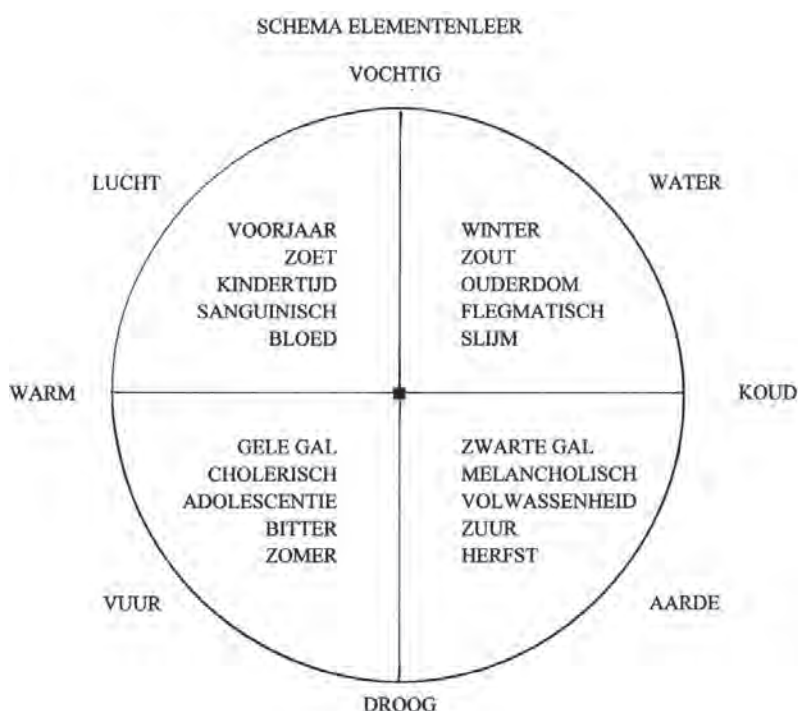 SCHEMA ELEMENTENLEER
VOCHTIG
LUCHT
WATER
VOORJAAR
ZOET
KINDERTIJD
SANGUINISCH
BLOED
WINTER
ZOUT
OUDERDOM
FLEGMATISCH
SLIJM
WARM
KOUD
GELE GAL
CHOLERISCH
ADOLESCENTIE
BITTER
ZOMER
ZWARTE GAL
MELANCHOLISCH
VOLWASSENHEID
ZUUR
HERFST
VUUR
AARDE
DROOG